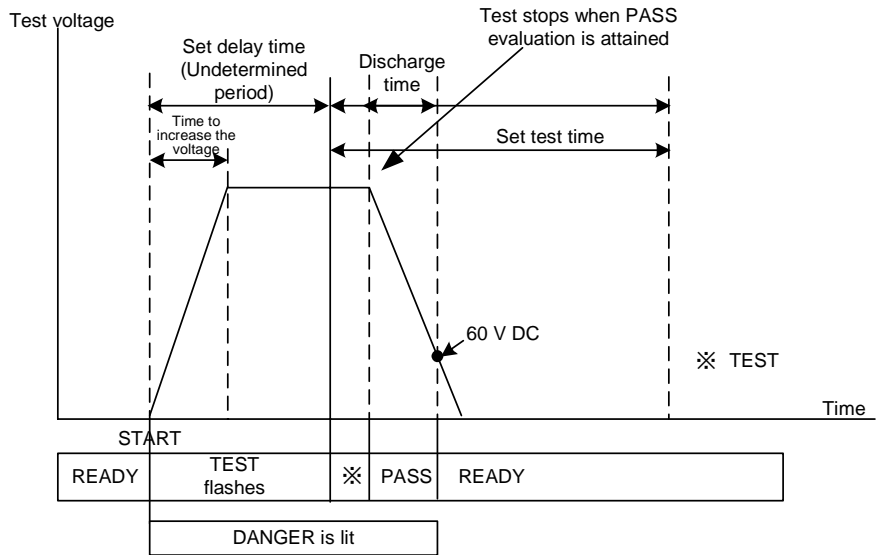 Test voltage
Test stops when PASS
evaluation is attained
Set delay time
(Undetermined
period)
Discharge
time
Time to
increase the
voltage
Set test time
60 V DC
※ TEST
Time
START
READY
TEST
flashes
※
PASS
READY
DANGER is lit